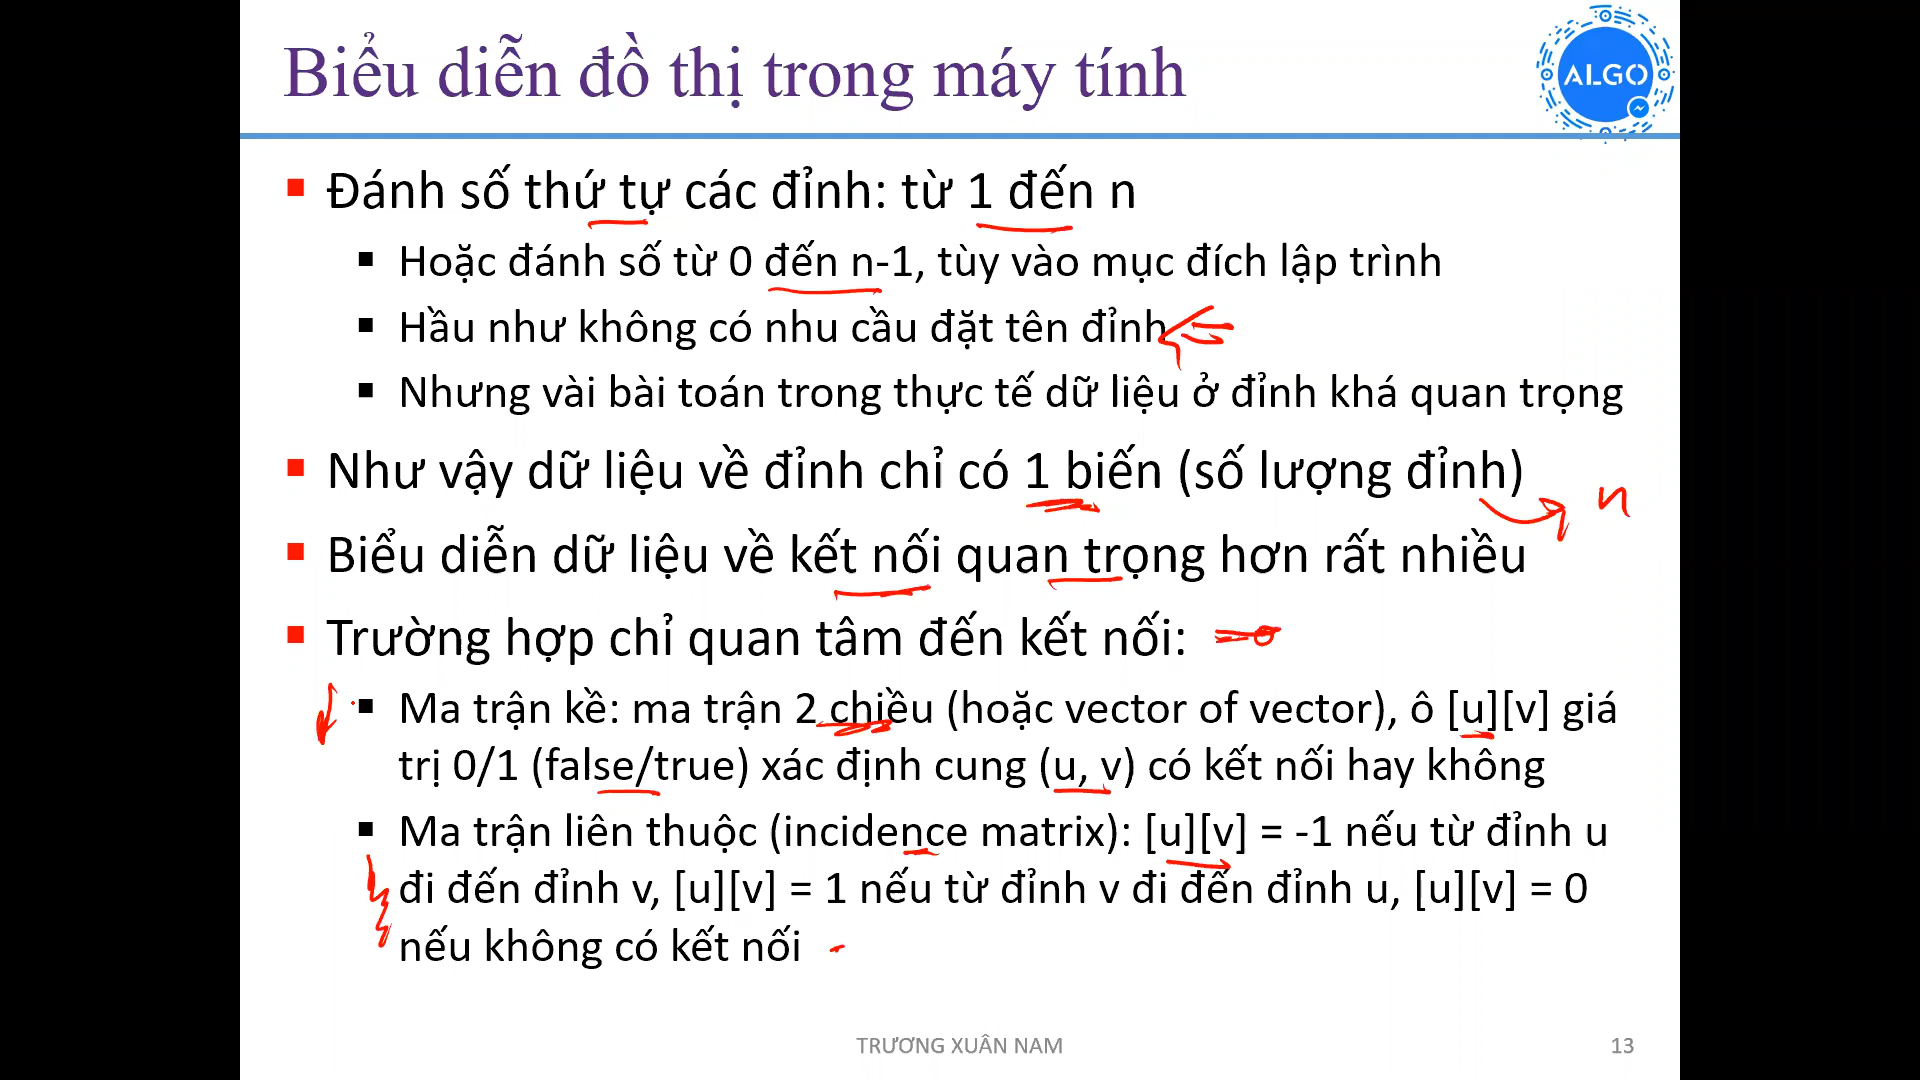 Biểu diễn đồ thị trong máy tính
ALGO
Đánh số thứ tự các đỉnh: từ 1 đến n
Hoặc đánh số từ 0 đến n-1, tùy vào mục đích lập trình
Hầu như không có nhu cầu đặt tên đỉnh
Nhưng vài bài toán trong thực tế dữ liệu ở đỉnh khá quan trọng
Như vậy dữ liệu về đỉnh chỉ có 1 biến (số lượng đỉnh)
n
Biểu diễn dữ liệu về kết nối quan trọng hơn rất nhiều
Trường hợp chỉ quan tâm đến kết nối:
Ma trận kề: ma trận 2 chiều (hoặc vector of vector), ô [u][v] giá
trị 0/1 (false/true) xác định cung (u, v) có kết nối hay không
Ma trận liên thuộc (incidence matrix): [u][v] = -1 nếu từ đỉnh u
đi đến đỉnh v, [u][v] = 1 nếu từ đỉnh v đi đến đỉnh u, [u][v] = 0
nếu không có kết nối
TRƯƠNG XUÂN NAM
13